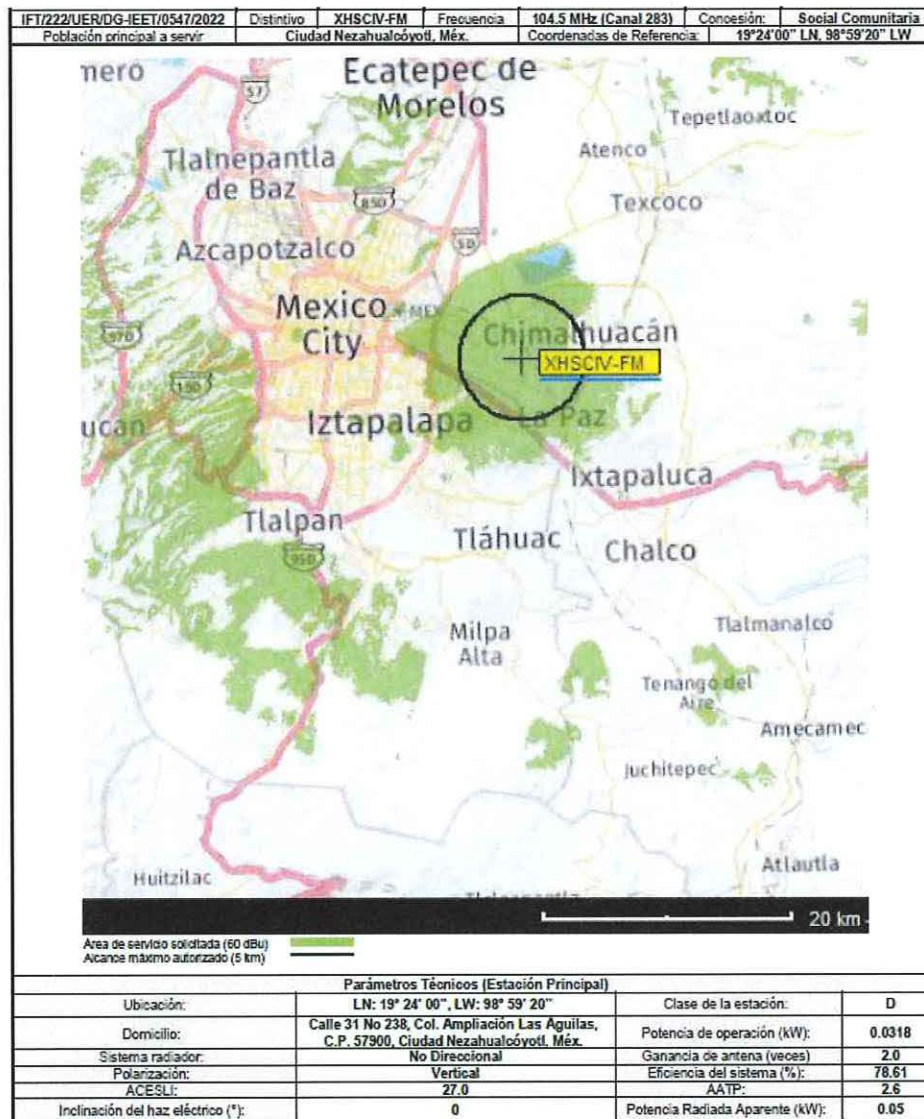 IFT/222/UER/DG-IEET/0547/2022 Distintivo XHSCIV-FM Frecuencia 104.5 MHz (Canal 283) Concesión: Social Comunitaria
Población principal a servir Ciudad Nezahualcóyotl, Méx. Coordenadas de Referencia: 19°24'00" LN, 98°59'20" LW
mero
57
Ecatepec de
Morelos
Tepetlaoxtoc
Tlalnepantla
de Baz
Atenco
85D
Texcoco
Azcapotzalco
5D
Mexico
City
MEX
Chimalhuacán
57D
XHSCIV-FM
15D
ucán
Iztapalapa
La Paz
Ixtapaluca
Tlalpan
Tláhuac
Chalco
95D
Milpa
Alta
Tlalmanalco
Tenango del
Aire
Amecamec
Juchitepec
Huitzilac
Atlautla
20 km
Área de servicio solicitada (60 dBu)
Alcance máximo autorizado (5 km)
Parámetros Técnicos (Estación Principal)
Ubicación: LN: 19° 24' 00", LW: 98° 59' 20" Clase de la estación: D
Domicilio: Calle 31 No 238, Col. Ampliación Las Águilas, C.P. 57900, Ciudad Nezahualcóyotl, Méx. Potencia de operación (kW): 0.0318
Sistema radiador: No Direccional Ganancia de antena (veces) 2.0
Polarización: Vertical Eficiencia del sistema (%): 78.61
ACESLI: 27.0 AATP: 2.6
Inclinación del haz eléctrico (°): 0 Potencia Radiada Aparente (kW): 0.05